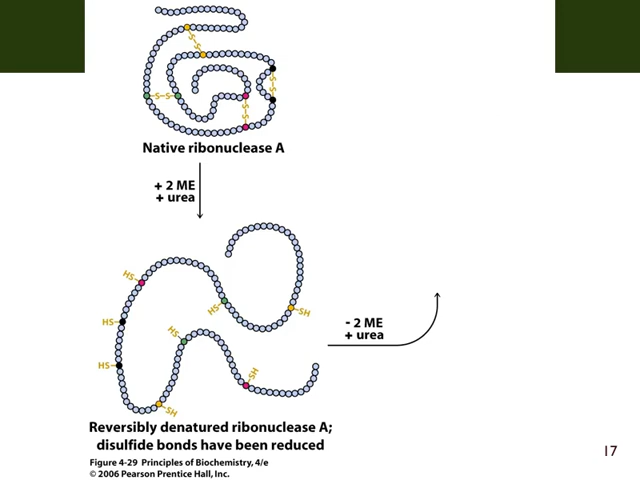 S
S
S
S
S-S
S
S
Native ribonuclease A
+ 2 ME
+ urea
HS
HS
SH
HS
- 2 ME
+ urea
HS
HS
SH
SH
Reversibly denatured ribonuclease A;
disulfide bonds have been reduced
Figure 4-29 Principles of Biochemistry, 4/e
© 2006 Pearson Prentice Hall, Inc.
17